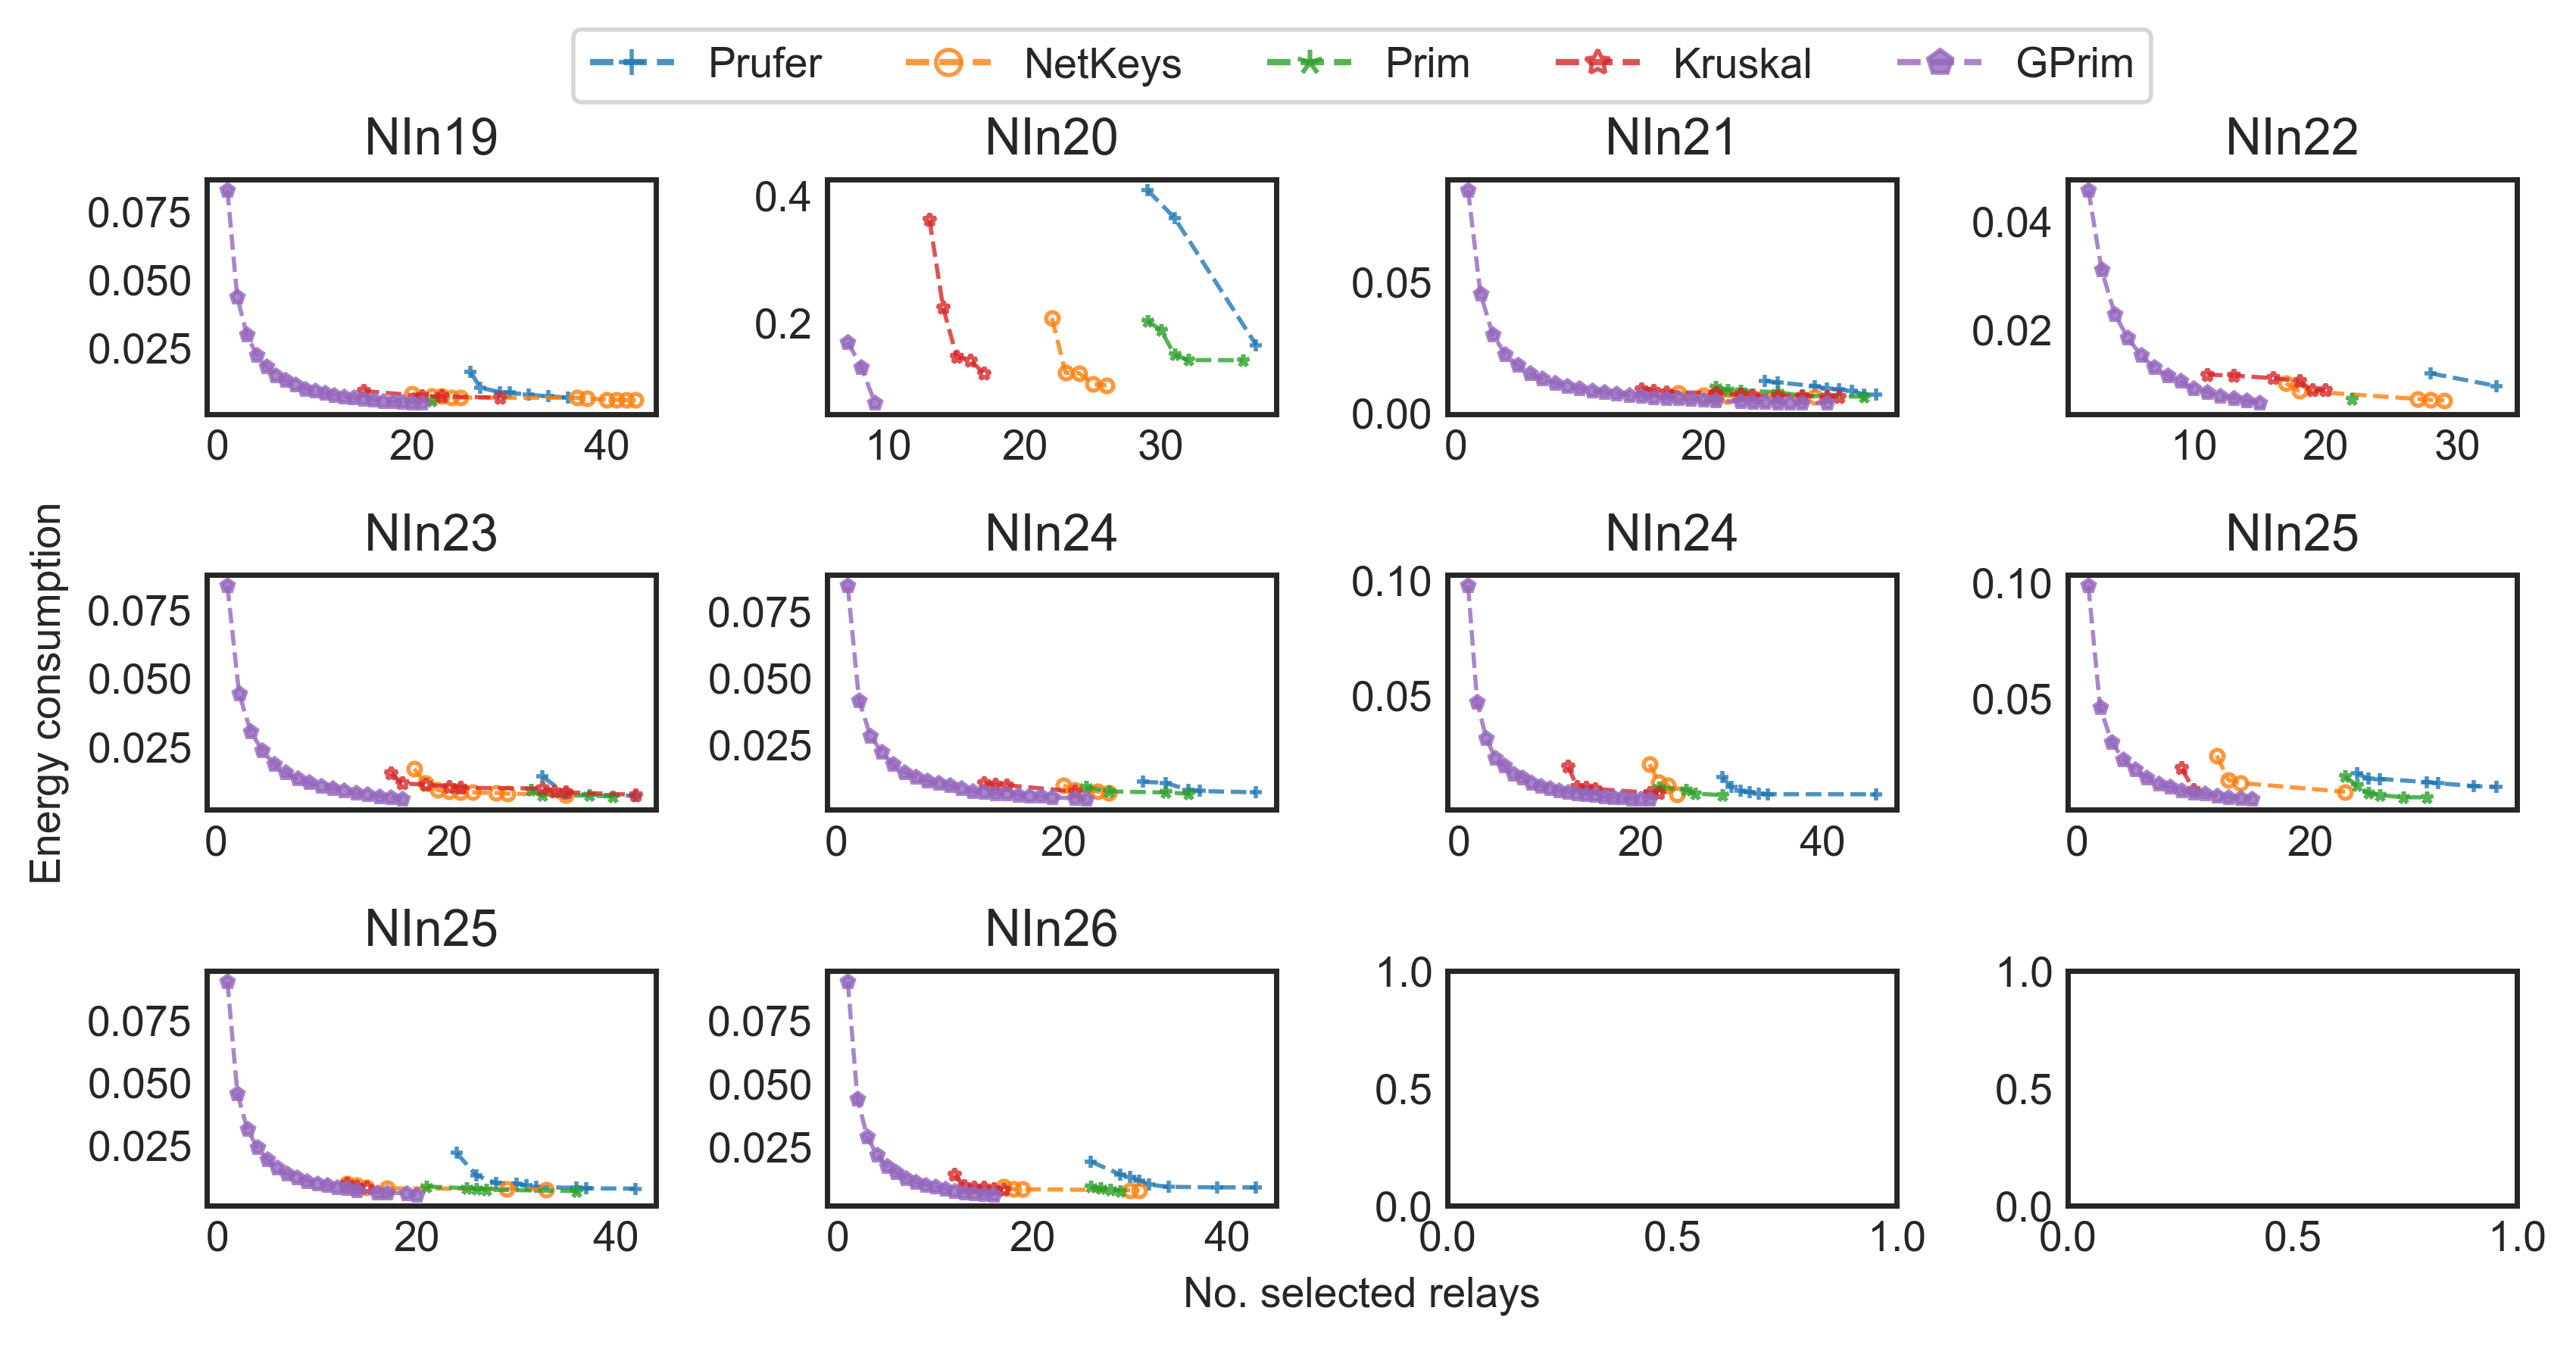 Prufer NetKeys Prim Kruskal GPrim
NIn19 NIn20 NIn21 NIn22
0.075 0.050 0.025
0 20 40
0.4 0.2
10 20 30
0.05 0.00
0 20
0.04 0.02
10 20 30
Energy consumption
NIn23 NIn24 NIn24 NIn25
0.075 0.050 0.025
0 20
0.075 0.050 0.025
0 20
0.10 0.05
0 20 40
0.10 0.05
0 20
NIn25 NIn26
0.075 0.050 0.025
0 20 40
0.075 0.050 0.025
0 20 40
1.0 0.5 0.0
0.0 0.5 1.0
1.0 0.5 0.0
0.0 0.5 1.0
No. selected relays